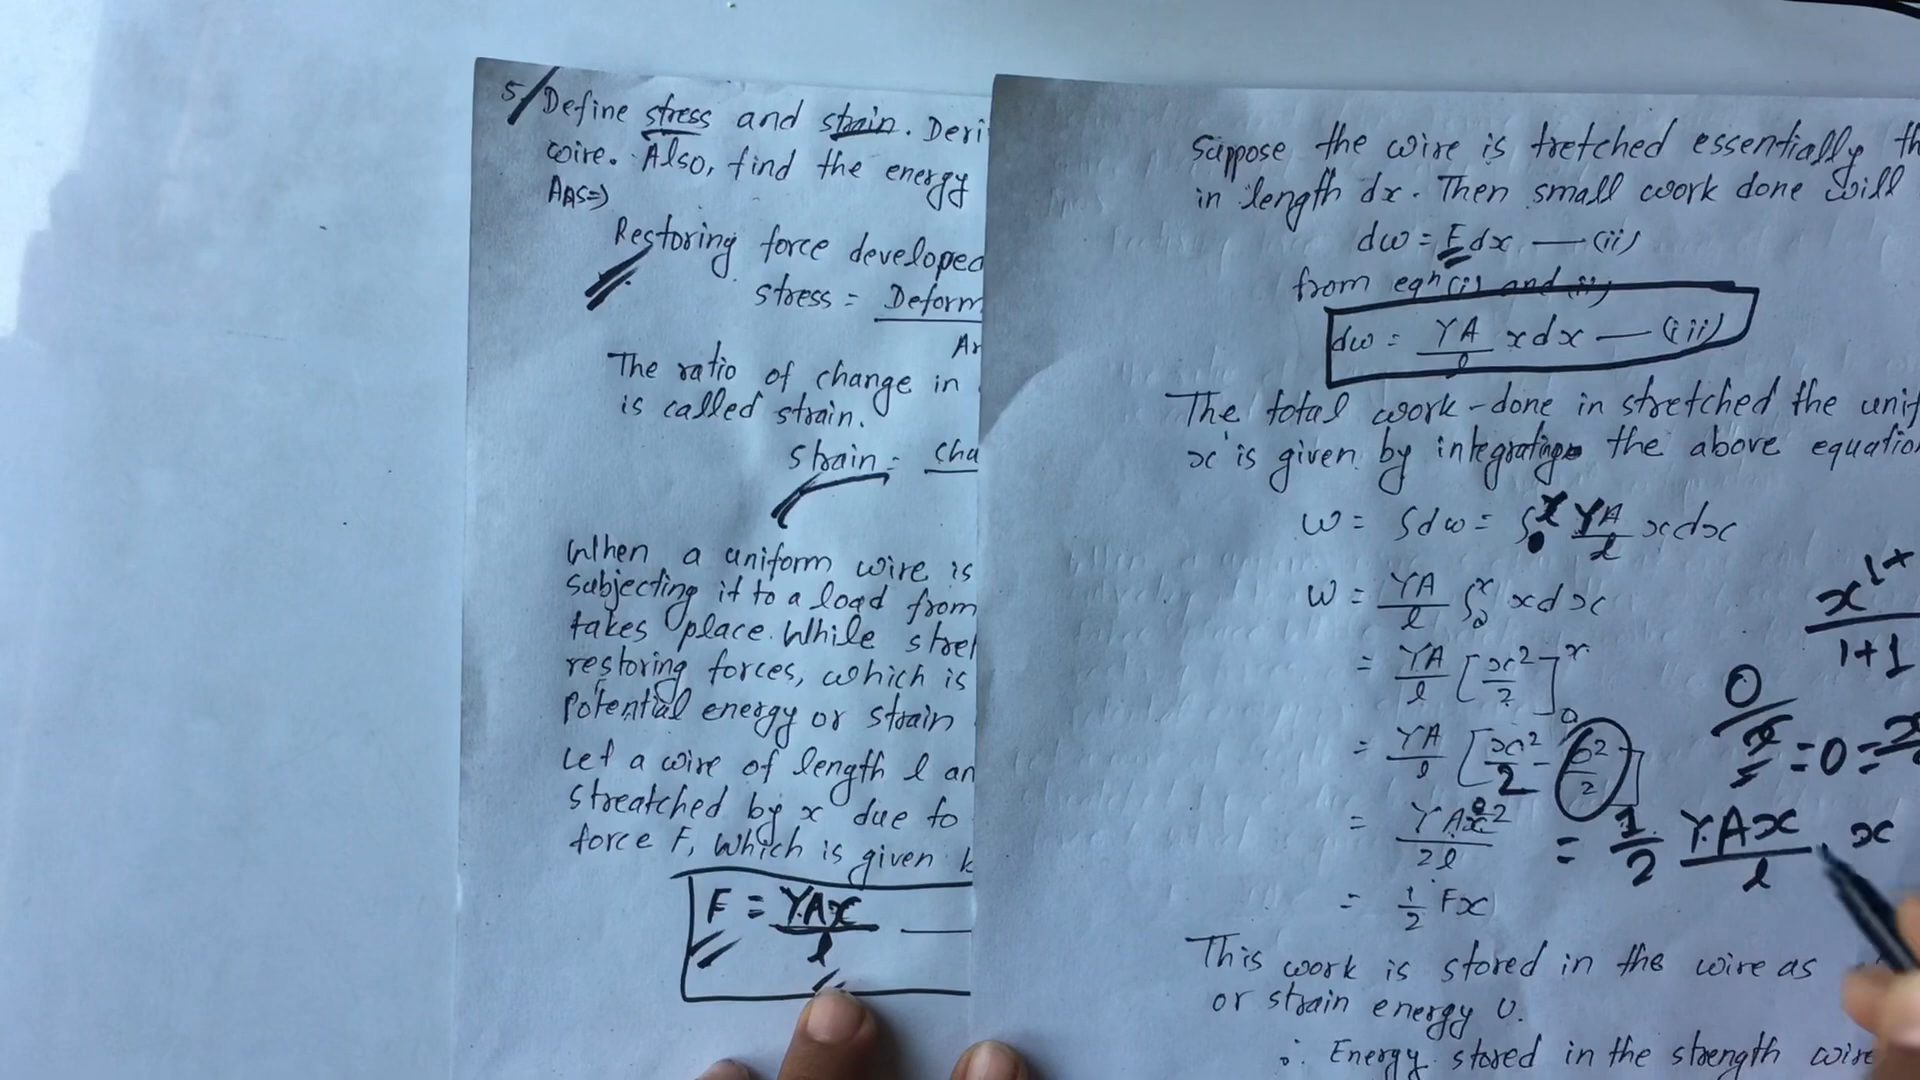 5. Define stress and strain. Deri
wire. Also, find the energy
Ans=>
Restoring force developed
stress = Deform
Ar
The ratio of change in
is called strain.
Strain = Cha
When a uniform wire is
subjecting it to a load from
takes place. While stret
restoring forces, which is
Potential energy or strain
Let a wire of length l an
streatched by x due to
force F, which is given b
F = YAx/l
Suppose the wire is tretched essentially th
in length dx. Then small work done will
dw = F dx — (ii)
from eqn (i) and (ii)
dw = YA/l x dx — (iii)
The total work-done in stretched the unif
x is given by integrating the above equation
w = ∫dw = ∫₀ˣ YA/l x dx
w = YA/l ∫₀ˣ x dx
= YA/l [x²/2]₀ˣ
= YA/l [x²/2 - 0²/2]
= YAx²/2l = 1/2 YAx/l . x
= 1/2 Fx
x¹⁺/1+1
= 0 =
This work is stored in the wire as
or strain energy U.
∴ Energy stored in the strength wire